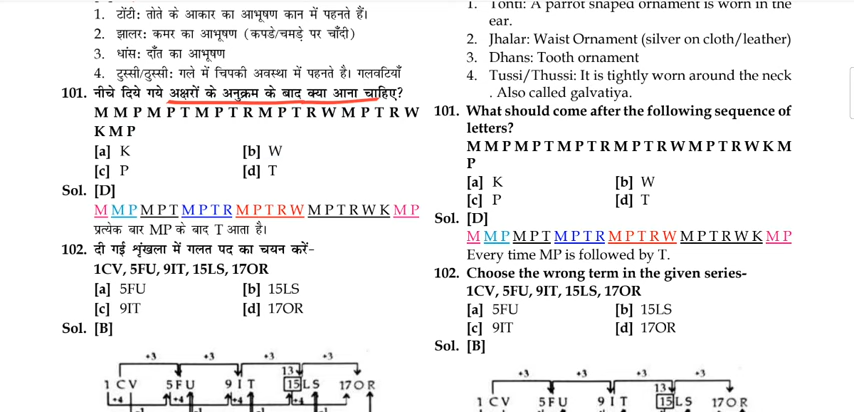 1. टोंटी: तोते के आकार का आभूषण कान में पहनते हैं।
2. झालर: कमर का आभूषण (कपडे/चमड़े पर चाँदी)
3. धांस: दाँत का आभूषण
4. टुस्सी/ठुस्सी: गले में चिपकी अवस्था में पहनते है। गलवटियाँ
101. नीचे दिये गये अक्षरों के अनुक्रम के बाद क्या आना चाहिए?
M M P M P T M P T R M P T R W M P T R W
K M P
[a] K [b] W
[c] P [d] T
Sol. [D]
M M P M P T M P T R M P T R W M P T R W K M P
प्रत्येक बार MP के बाद T आता है।
102. दी गई शृंखला में गलत पद का चयन करें-
1CV, 5FU, 9IT, 15LS, 17OR
[a] 5FU [b] 15LS
[c] 9IT [d] 17OR
Sol. [B]
+3 +3 +3 +3
13
1 C V 5 F U 9 I T 15 L S 17 O R
+4 +4 +4 +4
1. Tonti: A parrot shaped ornament is worn in the
ear.
2. Jhalar: Waist Ornament (silver on cloth/leather)
3. Dhans: Tooth ornament
4. Tussi/Thussi: It is tightly worn around the neck
. Also called galvatiya.
101. What should come after the following sequence of
letters?
M M P M P T M P T R M P T R W M P T R W K M
P
[a] K [b] W
[c] P [d] T
Sol. [D]
M M P M P T M P T R M P T R W M P T R W K M P
Every time MP is followed by T.
102. Choose the wrong term in the given series-
1CV, 5FU, 9IT, 15LS, 17OR
[a] 5FU [b] 15LS
[c] 9IT [d] 17OR
Sol. [B]
+3 +3 +3 +3
13
1 C V 5 F U 9 I T 15 L S 17 O R